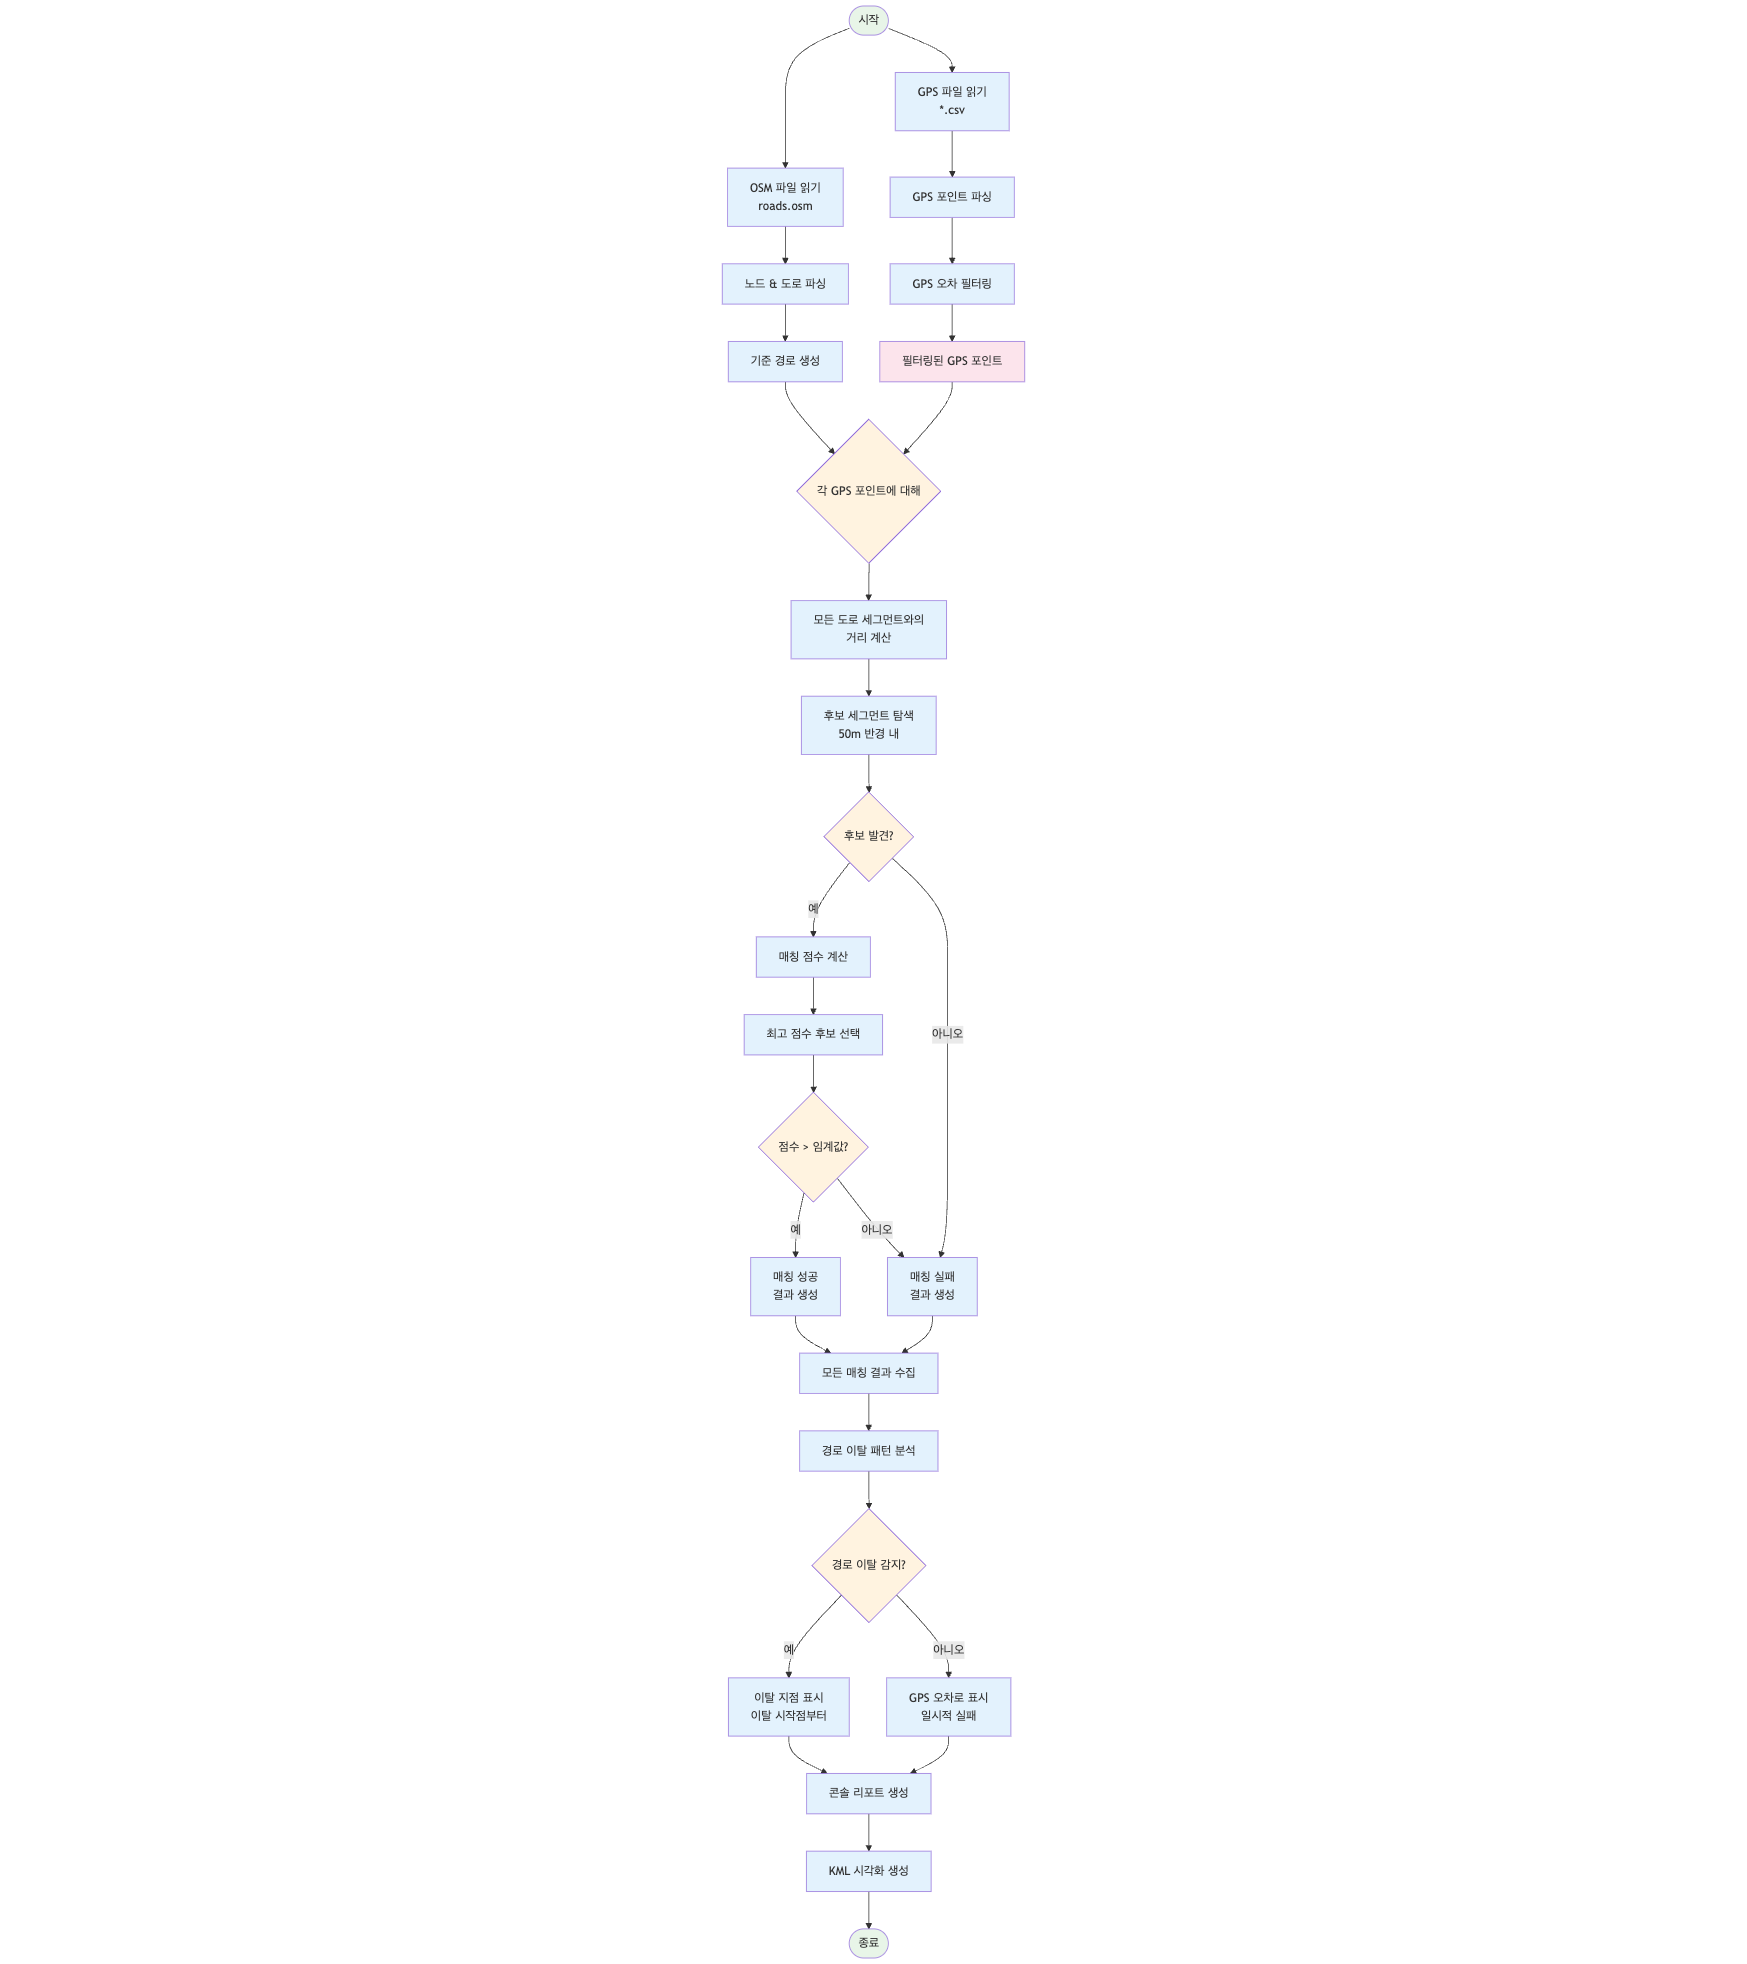 시작
GPS 파일 읽기
*.csv
OSM 파일 읽기
roads.osm
GPS 포인트 파싱
노드 & 도로 파싱
GPS 오차 필터링
기준 경로 생성
필터링된 GPS 포인트
각 GPS 포인트에 대해
모든 도로 세그먼트와의
거리 계산
후보 세그먼트 탐색
50m 반경 내
후보 발견?
예
매칭 점수 계산
최고 점수 후보 선택
아니오
점수 > 임계값?
예
아니오
매칭 성공
결과 생성
매칭 실패
결과 생성
모든 매칭 결과 수집
경로 이탈 패턴 분석
경로 이탈 감지?
예
아니오
이탈 지점 표시
이탈 시작점부터
GPS 오차로 표시
일시적 실패
콘솔 리포트 생성
KML 시각화 생성
종료